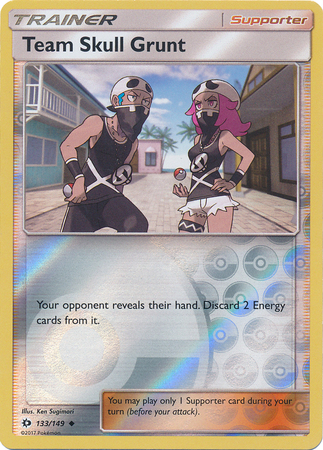 TRAINER
Supporter
Team Skull Grunt
Your opponent reveals their hand. Discard 2 Energy
cards from it.
Illus. Ken Sugimori
133/149
©2017 Pokémon
You may play only 1 Supporter card during your
turn (before your attack).